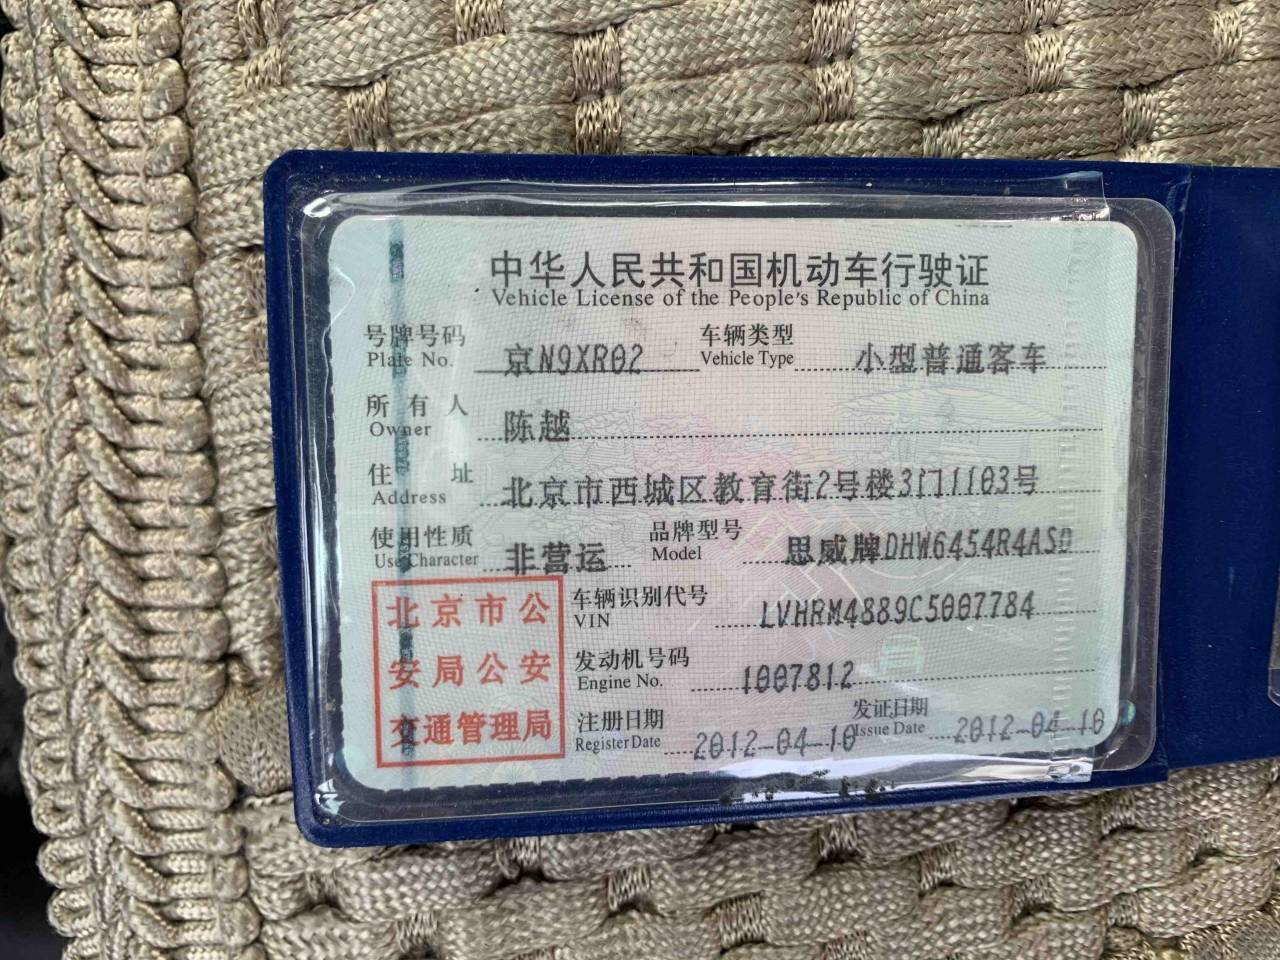 中华人民共和国机动车行驶证
Vehicle License of the People's Republic of China
号牌号码 京N9XR02 车辆类型 小型普通客车
Plate No. Vehicle Type
所有人 陈越
Owner
住址 北京市西城区教育街2号楼3门1103号
Address
使用性质 非营运 品牌型号 思威牌DHW6454R4ASD
Use Character Model
北京市公 车辆识别代号 LVHRM4889C5007784
VIN
安局公安 发动机号码 1007812
Engine No.
交通管理局 注册日期 2012-04-10 发证日期 2012-04-10
Register Date Issue Date